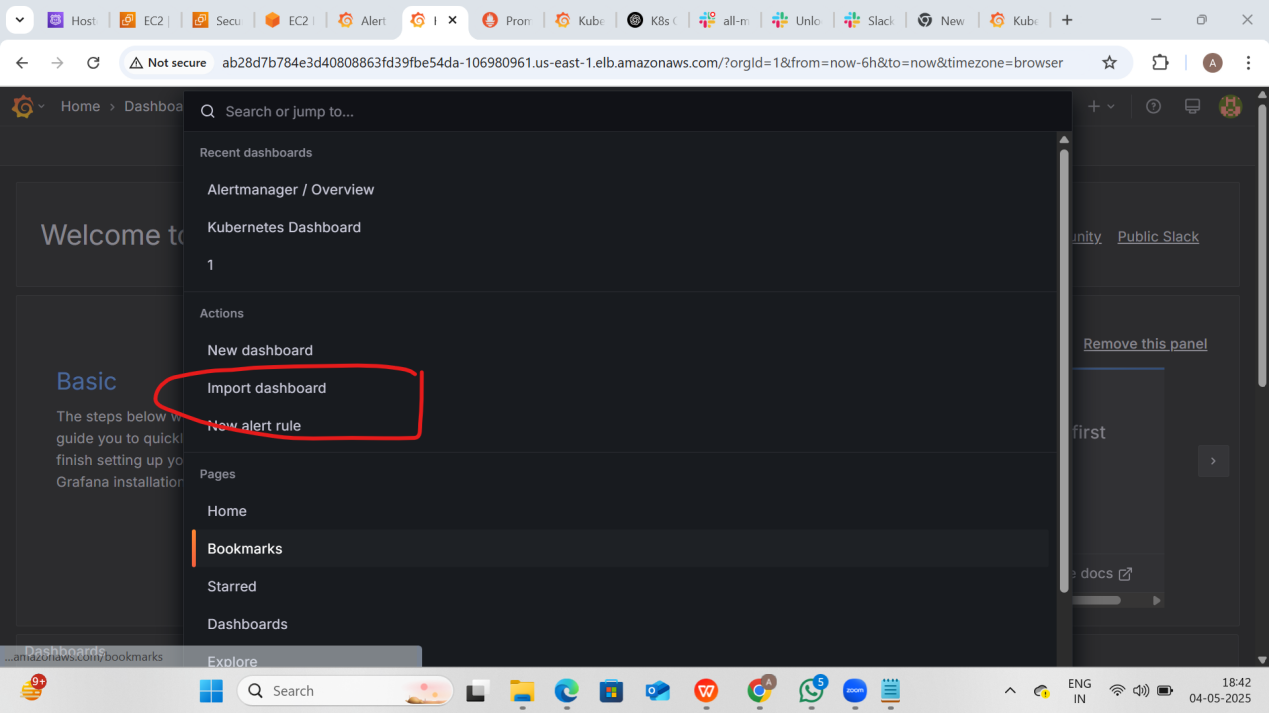 Host
EC2
Secu
EC2
Alert
Prom
Kube
K8s
all-m
Unlo
Slack
New
Kube
Not secure
ab28d7b784e3d40808863fd39fbe54da-106980961.us-east-1.elb.amazonaws.com/?orgId=1&from=now-6h&to=now&timezone=browser
A
Home > Dashboa
Search or jump to...
Recent dashboards
Alertmanager / Overview
Kubernetes Dashboard
1
Welcome to
unity
Public Slack
Actions
New dashboard
Import dashboard
New alert rule
Remove this panel
Basic
The steps below w
guide you to quickl
finish setting up yo
Grafana installation
first
Pages
Home
Bookmarks
Starred
Dashboards
Explore
e docs
Dashboards
...amazonaws.com/bookmarks
9+
Search
A
5
zoom
ENG
IN
18:42
04-05-2025